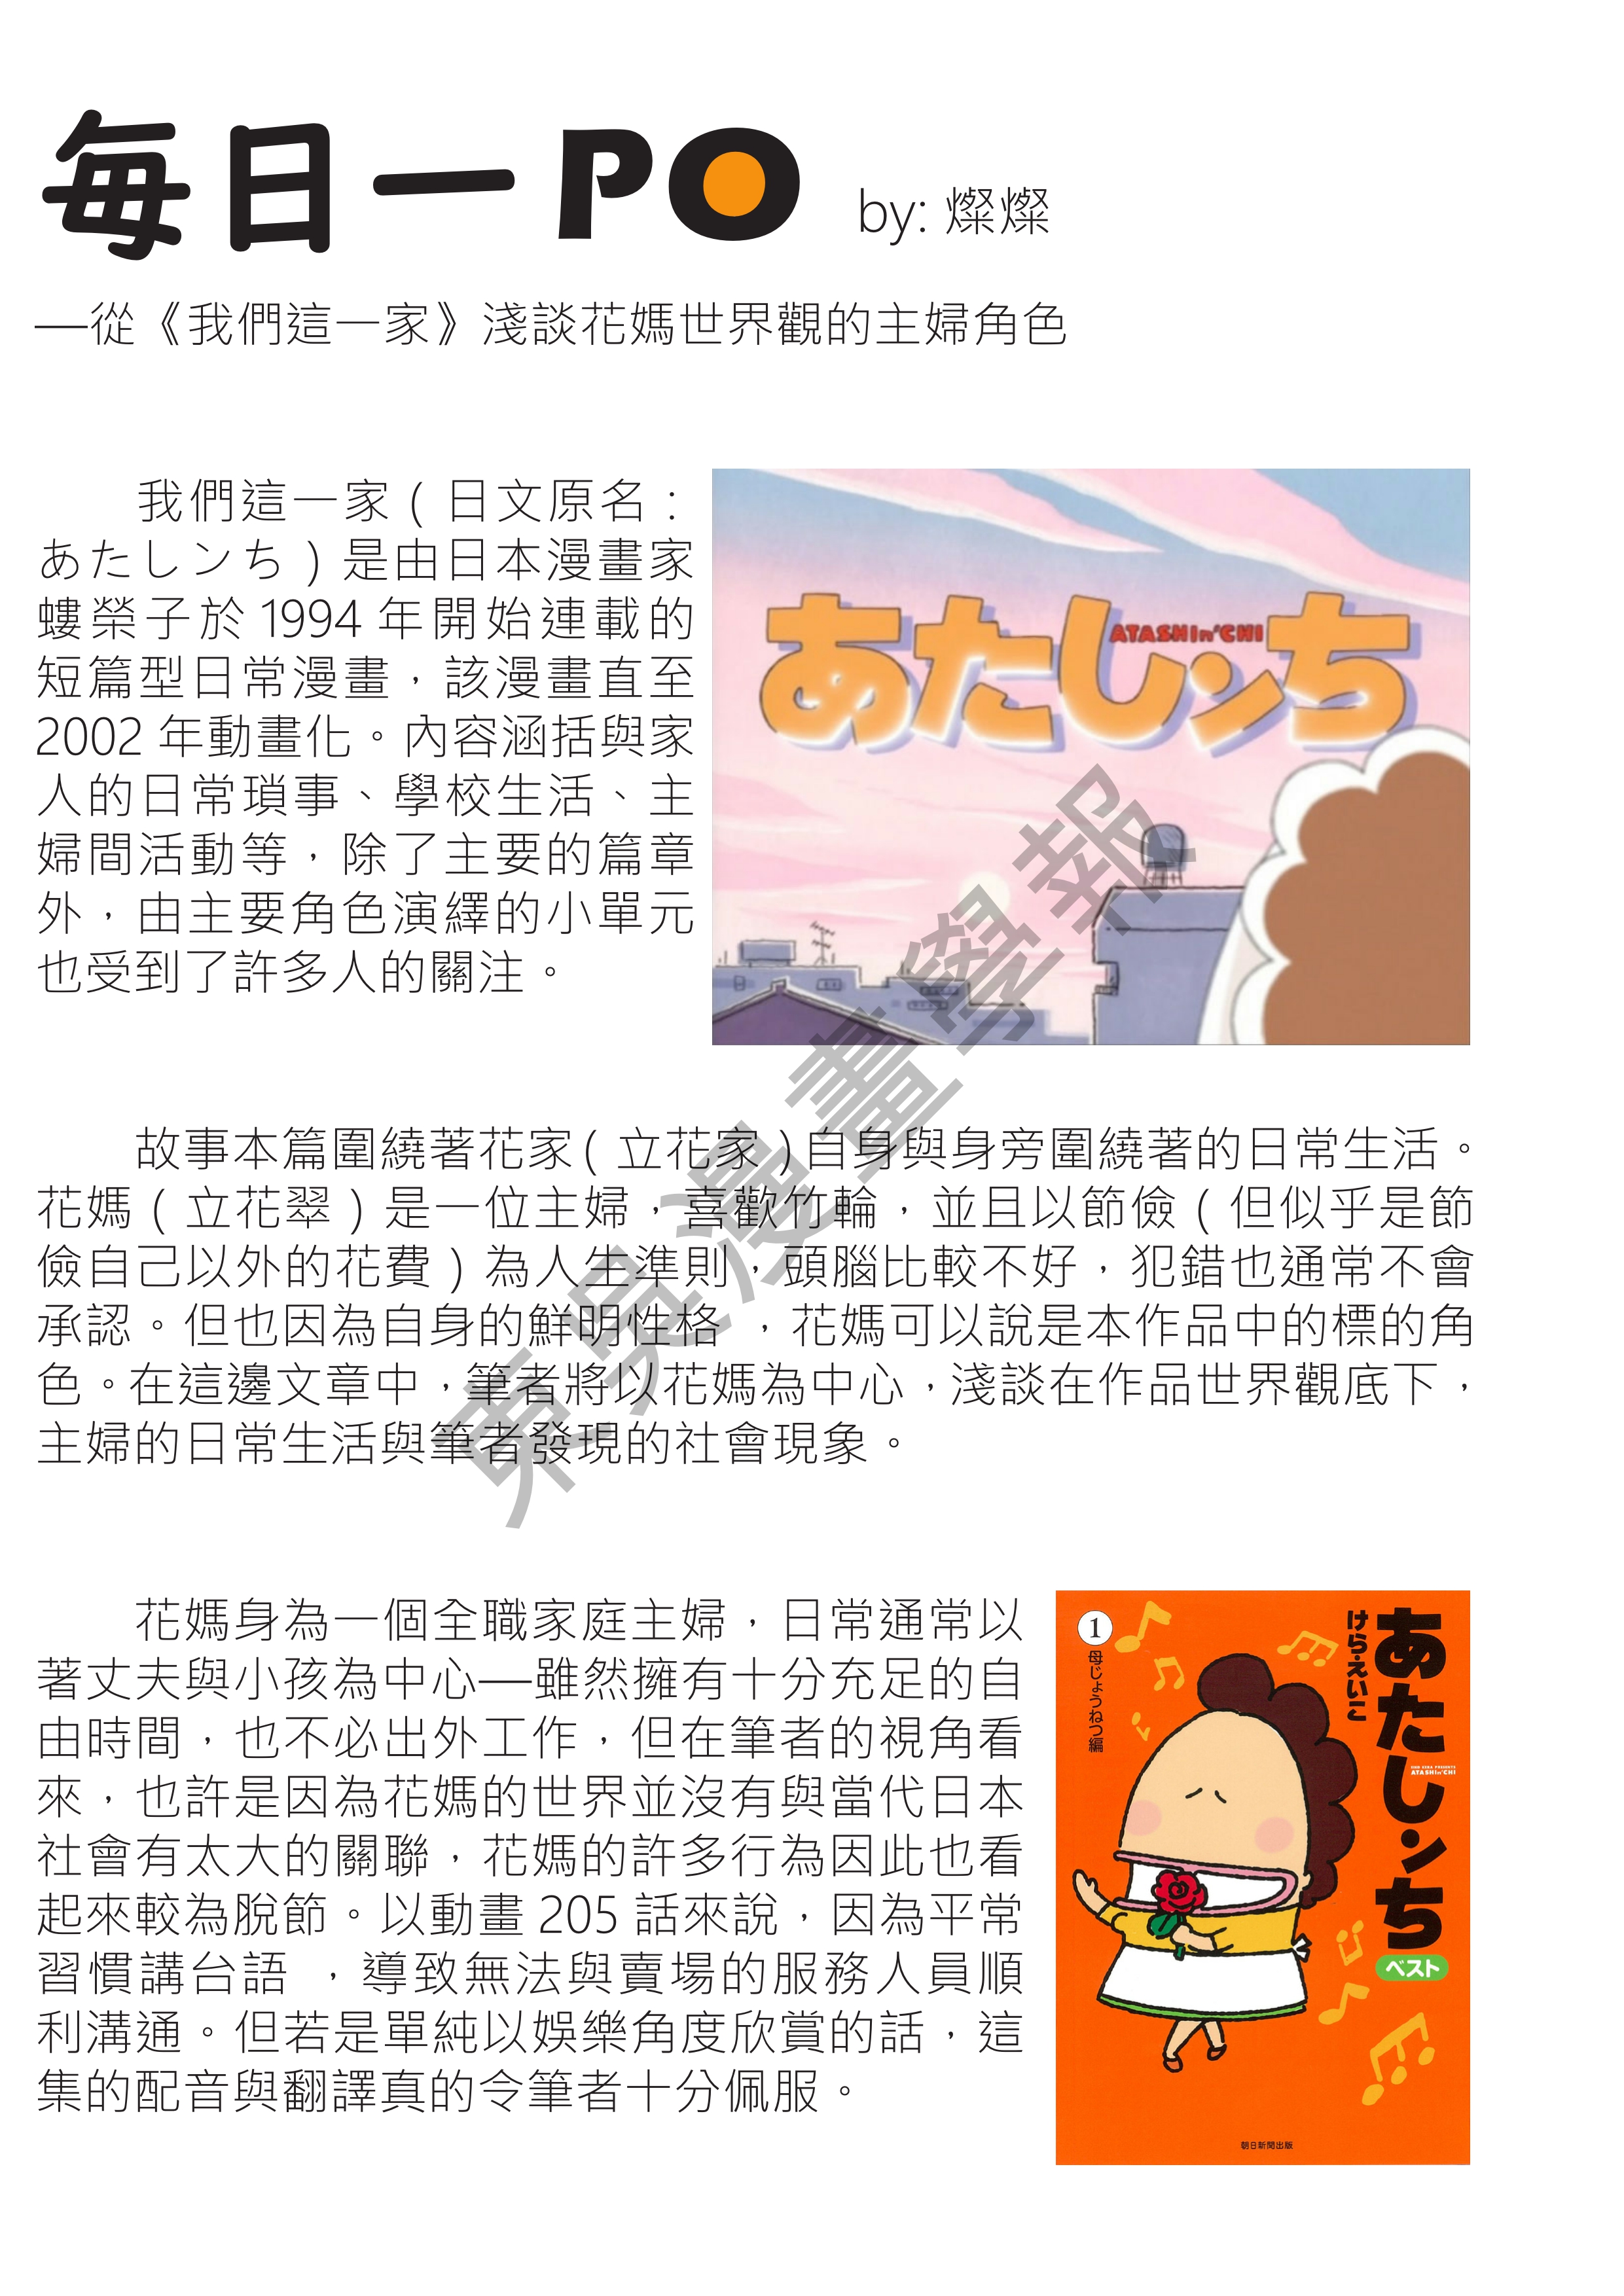 每日一PO by: 燦燦
—從《我們這一家》淺談花媽世界觀的主婦角色
我們這一家(日文原名:
あたしンち)是由日本漫畫家
螻榮子於 1994 年開始連載的
短篇型日常漫畫,該漫畫直至
2002 年動畫化。內容涵括與家
人的日常瑣事、學校生活、主
婦間活動等,除了主要的篇章
外,由主要角色演繹的小單元
也受到了許多人的關注。
あたしンち
ATASHIn'CHI
故事本篇圍繞著花家(立花家)自身與身旁圍繞著的日常生活。
花媽(立花翠)是一位主婦,喜歡竹輪,並且以節儉(但似乎是節
儉自己以外的花費)為人生準則,頭腦比較不好,犯錯也通常不會
承認。但也因為自身的鮮明性格,花媽可以說是本作品中的標的角
色。在這邊文章中,筆者將以花媽為中心,淺談在作品世界觀底下,
主婦的日常生活與筆者發現的社會現象。
東吳漫畫學報
花媽身為一個全職家庭主婦,日常通常以
著丈夫與小孩為中心—雖然擁有十分充足的自
由時間,也不必出外工作,但在筆者的視角看
來,也許是因為花媽的世界並沒有與當代日本
社會有太大的關聯,花媽的許多行為因此也看
起來較為脫節。以動畫 205 話來說,因為平常
習慣講台語,導致無法與賣場的服務人員順
利溝通。但若是單純以娛樂角度欣賞的話,這
集的配音與翻譯真的令筆者十分佩服。
あたしンち
ATASHIn'CHI
ベスト
けらえいこ
1
母じょうねつ編
朝日新聞出版